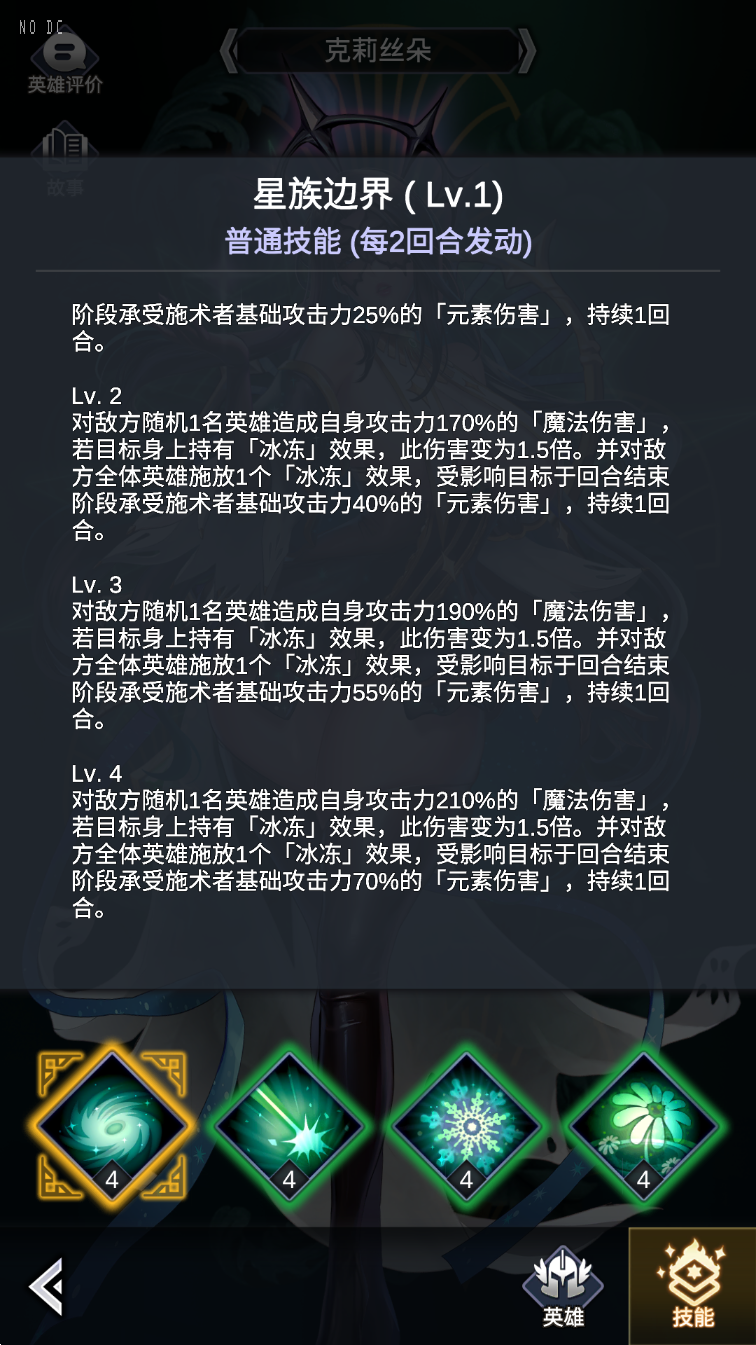 NO DC
克莉丝朵
英雄评价
故事
星族边界 ( Lv.1)
普通技能 (每2回合发动)
阶段承受施术者基础攻击力25%的「元素伤害」，持续1回
合。
Lv. 2
对敌方随机1名英雄造成自身攻击力170%的「魔法伤害」，
若目标身上持有「冰冻」效果，此伤害变为1.5倍。并对敌
方全体英雄施放1个「冰冻」效果，受影响目标于回合结束
阶段承受施术者基础攻击力40%的「元素伤害」，持续1回
合。
Lv. 3
对敌方随机1名英雄造成自身攻击力190%的「魔法伤害」，
若目标身上持有「冰冻」效果，此伤害变为1.5倍。并对敌
方全体英雄施放1个「冰冻」效果，受影响目标于回合结束
阶段承受施术者基础攻击力55%的「元素伤害」，持续1回
合。
Lv. 4
对敌方随机1名英雄造成自身攻击力210%的「魔法伤害」，
若目标身上持有「冰冻」效果，此伤害变为1.5倍。并对敌
方全体英雄施放1个「冰冻」效果，受影响目标于回合结束
阶段承受施术者基础攻击力70%的「元素伤害」，持续1回
合。
4
4
4
4
英雄
技能